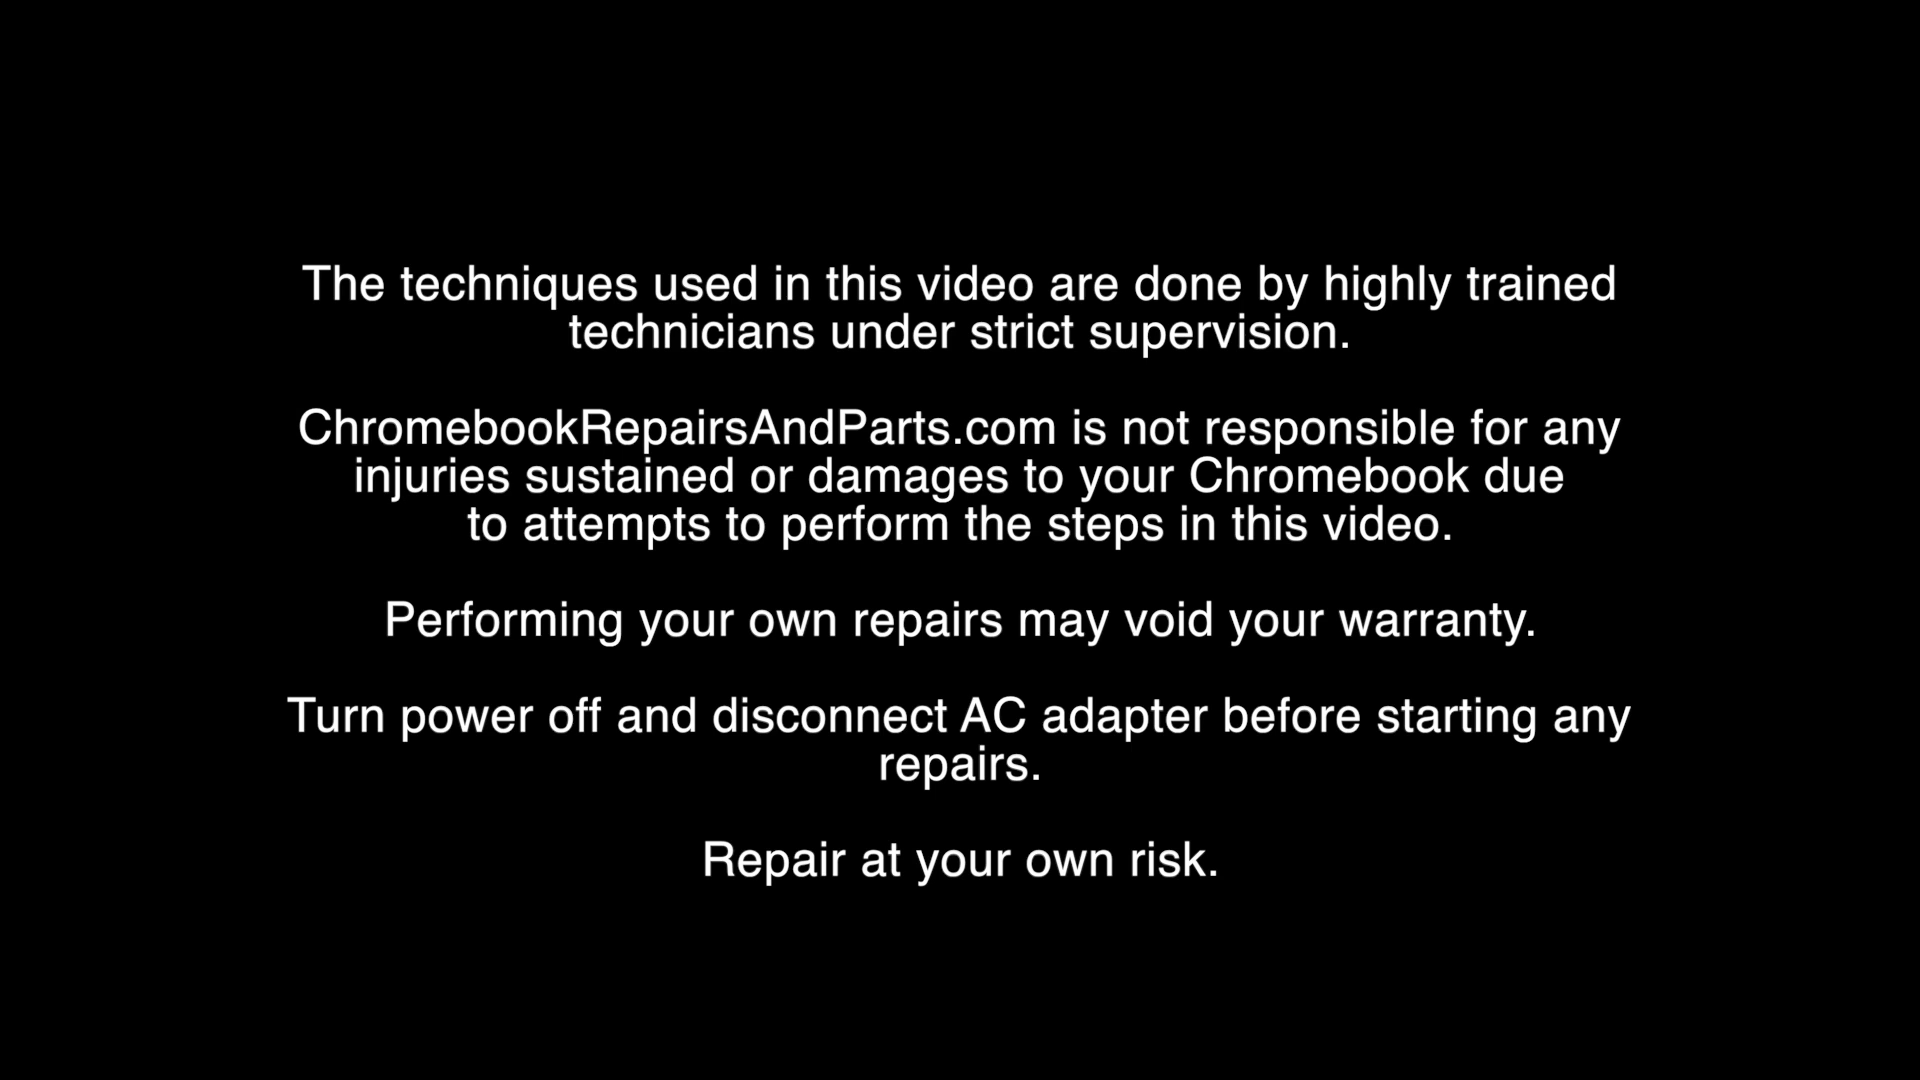 The techniques used in this video are done by highly trained
technicians under strict supervision.
ChromebookRepairsAndParts.com is not responsible for any
injuries sustained or damages to your Chromebook due
to attempts to perform the steps in this video.
Performing your own repairs may void your warranty.
Turn power off and disconnect AC adapter before starting any
repairs.
Repair at your own risk.